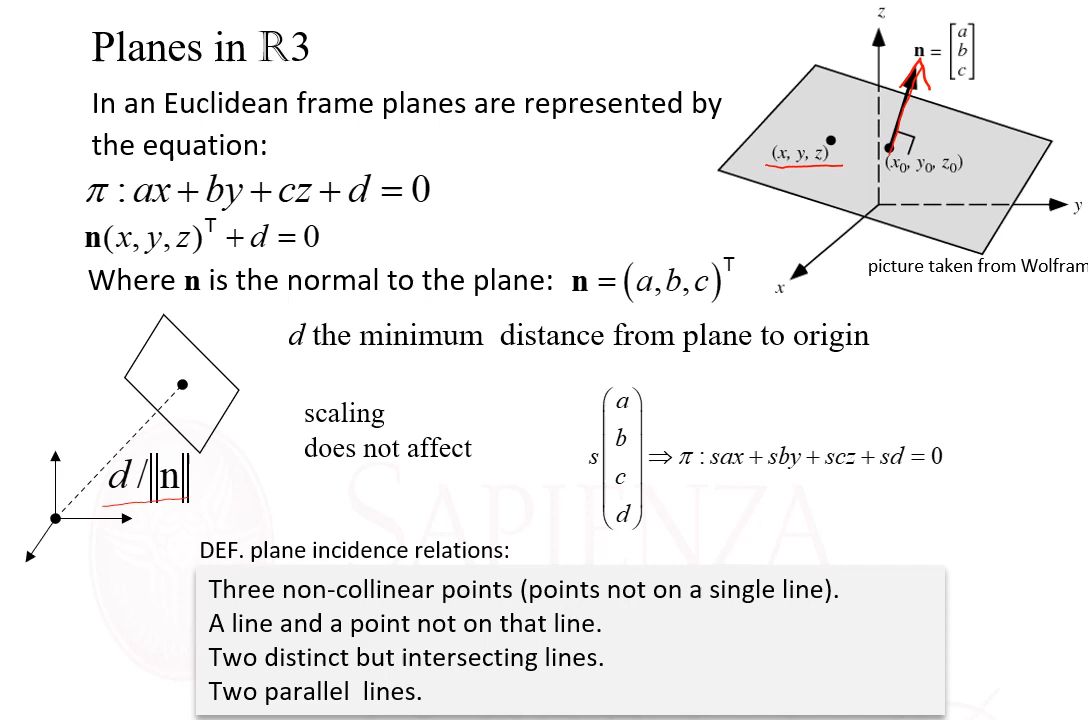 Planes in ℝ3
In an Euclidean frame planes are represented by
the equation:
π : ax + by + cz + d = 0
n(x, y, z)ᵀ + d = 0
Where n is the normal to the plane: n = (a,b,c)ᵀ
z
n = [a b c]
(x, y, z)
(x₀, y₀, z₀)
y
x
picture taken from Wolfram
d the minimum distance from plane to origin
d/‖n‖
scaling
does not affect
s (a b c d) ⇒ π : sax + sby + scz + sd = 0
SAPIENZA
DEF. plane incidence relations:
Three non-collinear points (points not on a single line).
A line and a point not on that line.
Two distinct but intersecting lines.
Two parallel lines.